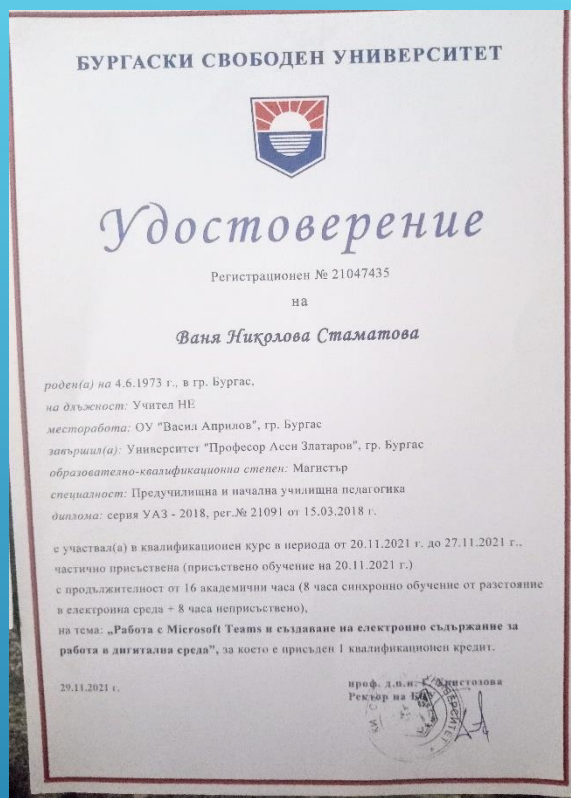 БУРГАСКИ СВОБОДЕН УНИВЕРСИТЕТ
Удостоверение
Регистрационен № 21047435
на
Ваня Николова Стаматова
роден(а) на 4.6.1973 г., в гр. Бургас,
на длъжност: Учител НЕ
месторабота: ОУ "Васил Априлов", гр. Бургас
завършил(а): Университет "Професор Асен Златаров", гр. Бургас
образователно-квалификационна степен: Магистър
специалност: Предучилищна и начална училищна педагогика
диплома: серия УАЗ - 2018, рег.№ 21091 от 15.03.2018 г.
е участвал(а) в квалификационен курс в периода от 20.11.2021 г. до 27.11.2021 г.,
частично присъствена (присъствено обучение на 20.11.2021 г.)
с продължителност от 16 академични часа (8 часа синхронно обучение от разстояние
в електронна среда + 8 часа неприсъствено),
на тема: „Работа с Microsoft Teams и създаване на електронно съдържание за
работа в дигитална среда”, за което е присъден 1 квалификационен кредит.
29.11.2021 г.
проф. д.п.н.
Ректор на
УНИВЕРСИТЕТ